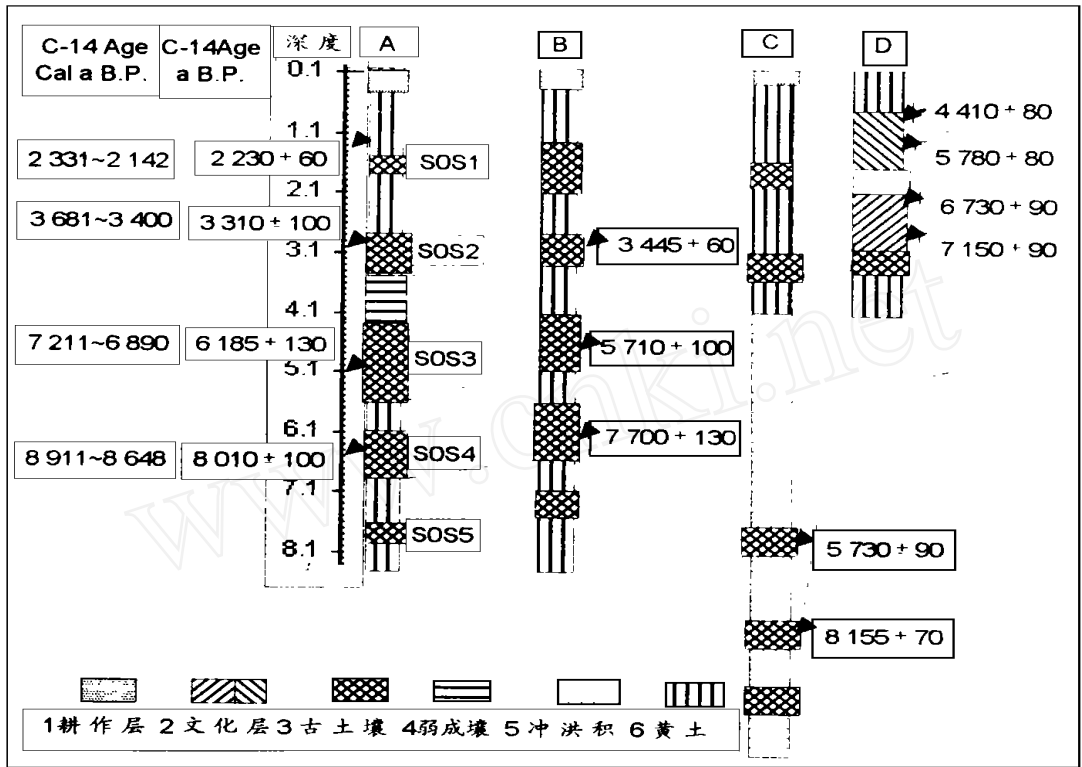 C-14 Age
Cal a B.P.
C-14Age
a B.P.
深度
A
B
C
D
0.1
1.1
2.1
3.1
4.1
5.1
6.1
7.1
8.1
2 331~2 142
2 230 + 60
3 681~3 400
3 310 ± 100
7 211~6 890
6 185 + 130
8 911~8 648
8 010 ± 100
S0S1
S0S2
S0S3
S0S4
S0S5
3 445 + 60
5 710 + 100
7 700 + 130
5 730 + 90
8 155 + 70
4 410 + 80
5 780 + 80
6 730 + 90
7 150 + 90
1耕作层 2文化层 3古土壤 4弱成壤 5冲洪积 6黄土
www.cnki.net